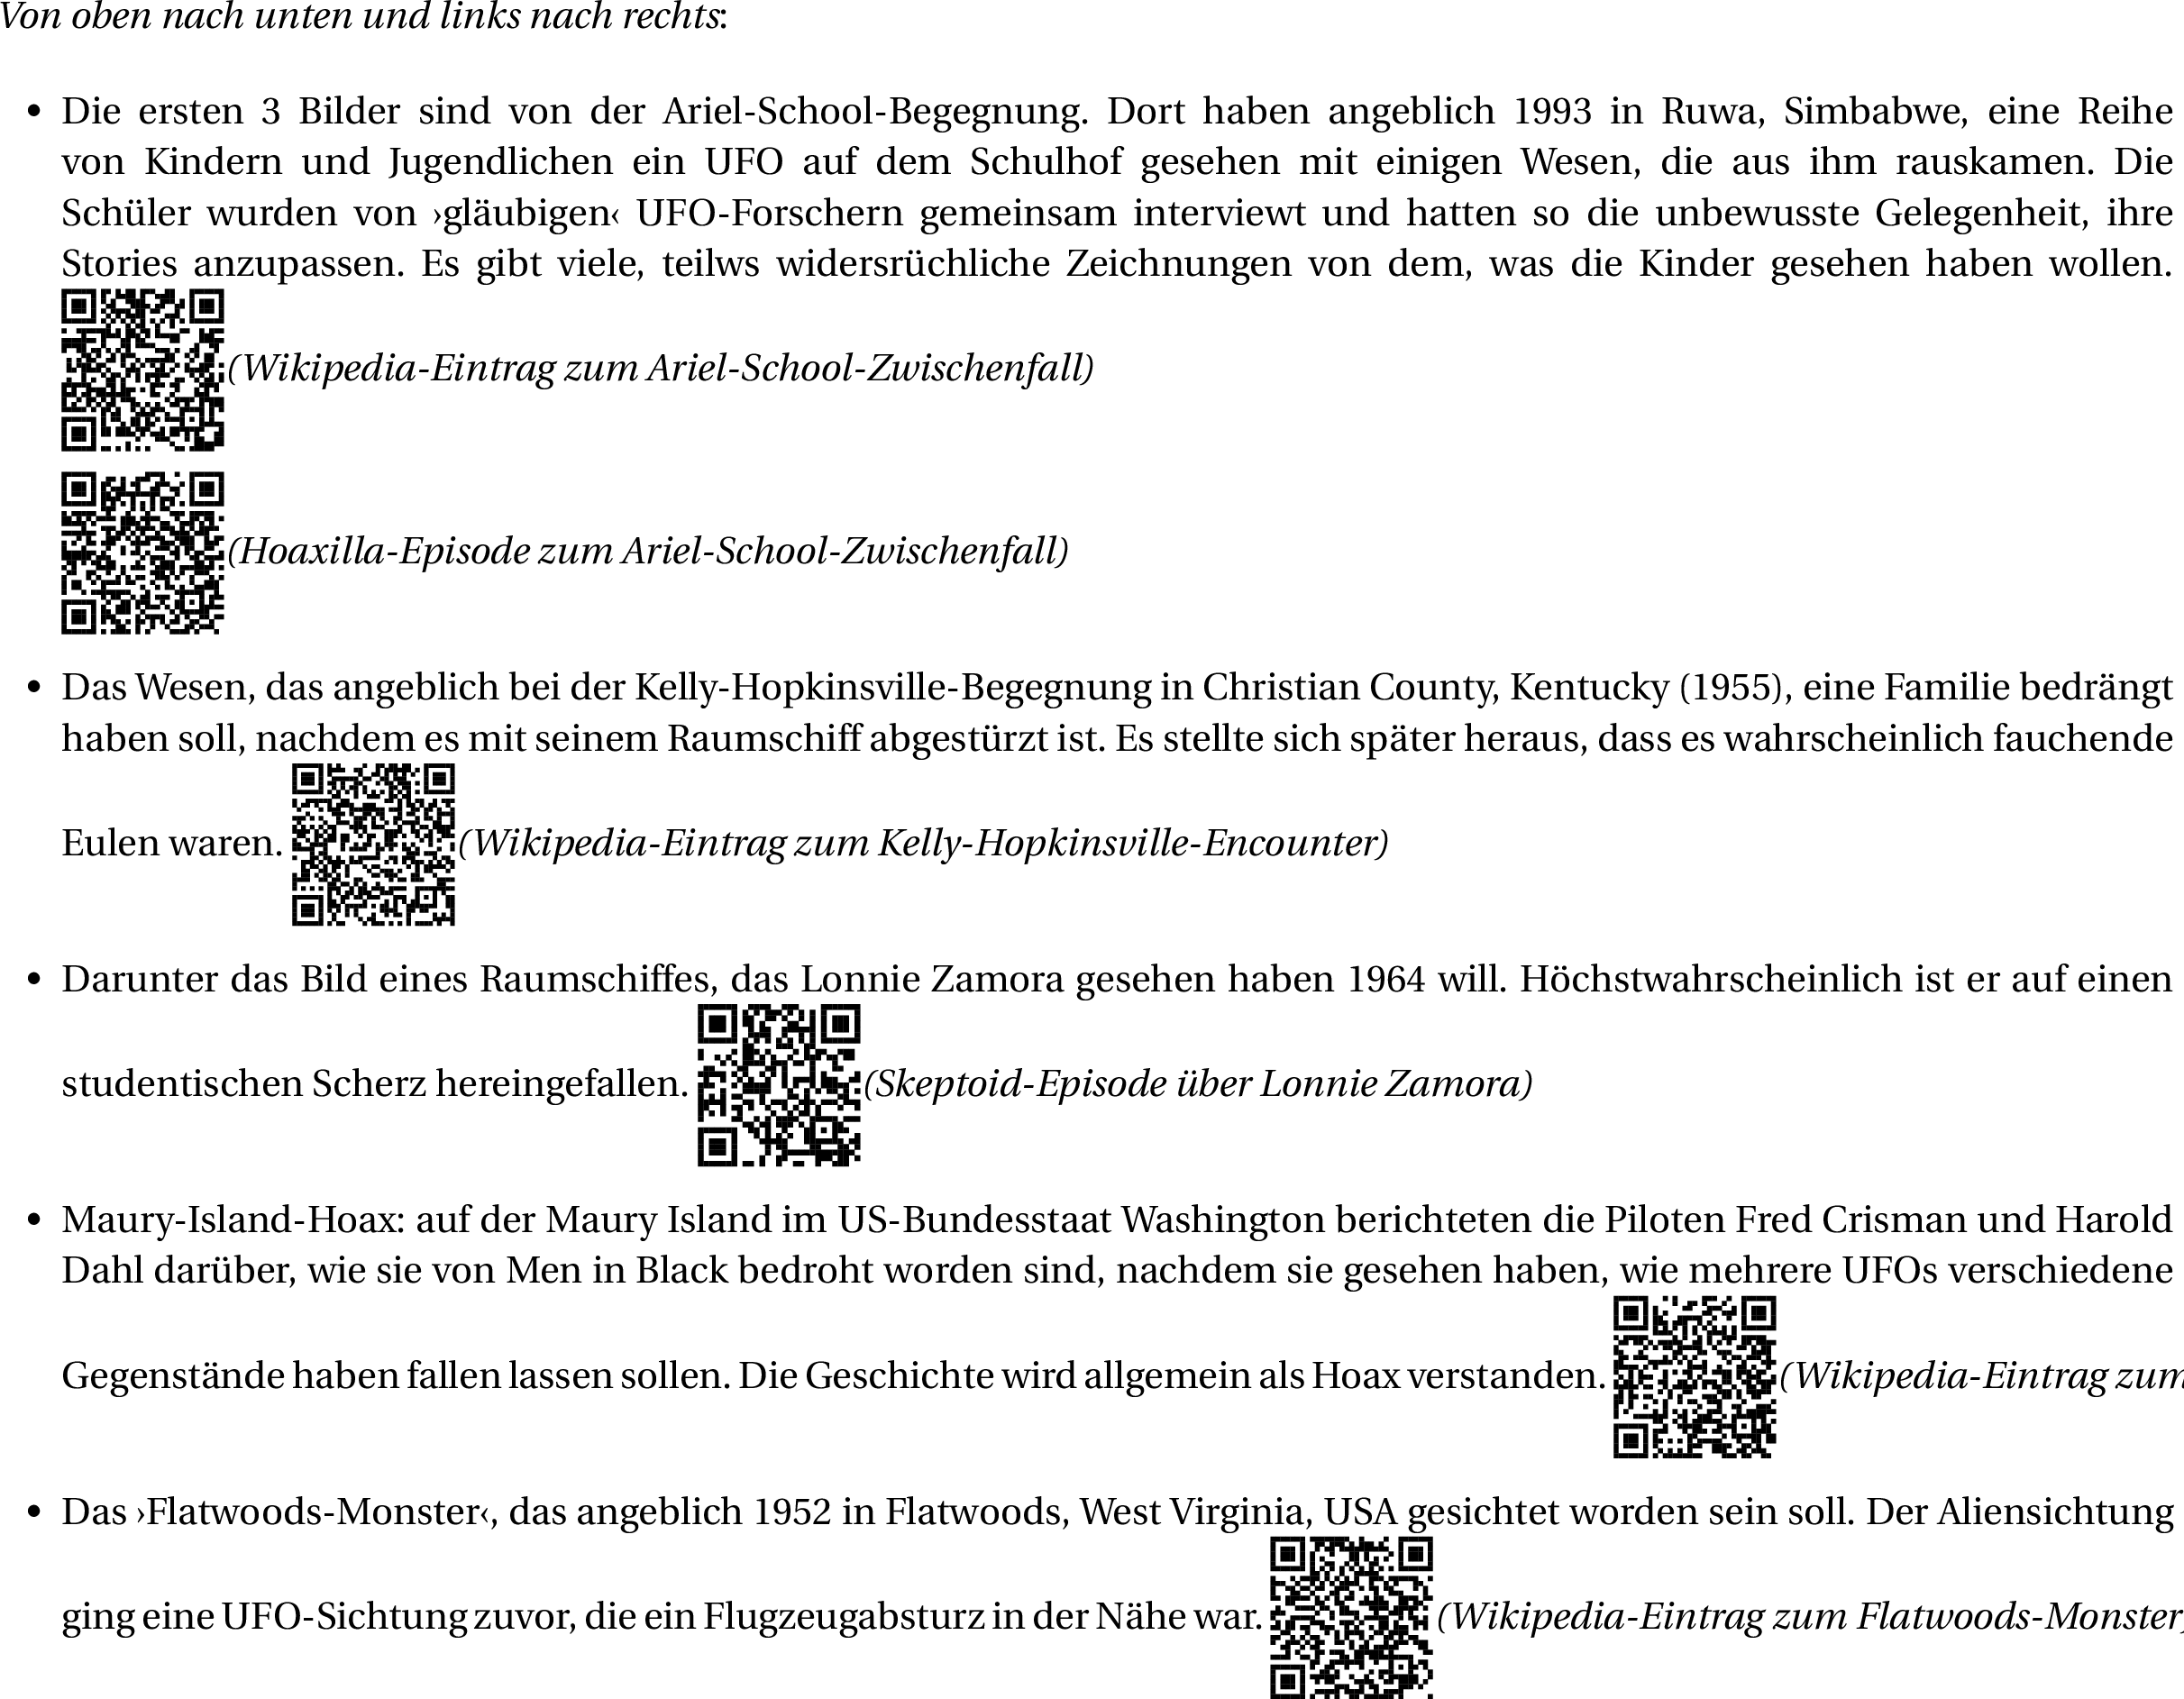 Von oben nach unten und links nach rechts:
• Die ersten 3 Bilder sind von der Ariel-School-Begegnung. Dort haben angeblich 1993 in Ruwa, Simbabwe, eine Reihe
von Kindern und Jugendlichen ein UFO auf dem Schulhof gesehen mit einigen Wesen, die aus ihm rauskamen. Die
Schüler wurden von ›gläubigen‹ UFO-Forschern gemeinsam interviewt und hatten so die unbewusste Gelegenheit, ihre
Stories anzupassen. Es gibt viele, teilws widersrüchliche Zeichnungen von dem, was die Kinder gesehen haben wollen.
(Wikipedia-Eintrag zum Ariel-School-Zwischenfall)
(Hoaxilla-Episode zum Ariel-School-Zwischenfall)
• Das Wesen, das angeblich bei der Kelly-Hopkinsville-Begegnung in Christian County, Kentucky (1955), eine Familie bedrängt
haben soll, nachdem es mit seinem Raumschiff abgestürzt ist. Es stellte sich später heraus, dass es wahrscheinlich fauchende
Eulen waren. (Wikipedia-Eintrag zum Kelly-Hopkinsville-Encounter)
• Darunter das Bild eines Raumschiffes, das Lonnie Zamora gesehen haben 1964 will. Höchstwahrscheinlich ist er auf einen
studentischen Scherz hereingefallen. (Skeptoid-Episode über Lonnie Zamora)
• Maury-Island-Hoax: auf der Maury Island im US-Bundesstaat Washington berichteten die Piloten Fred Crisman und Harold
Dahl darüber, wie sie von Men in Black bedroht worden sind, nachdem sie gesehen haben, wie mehrere UFOs verschiedene
Gegenstände haben fallen lassen sollen. Die Geschichte wird allgemein als Hoax verstanden. (Wikipedia-Eintrag zum
• Das ›Flatwoods-Monster‹, das angeblich 1952 in Flatwoods, West Virginia, USA gesichtet worden sein soll. Der Aliensichtung
ging eine UFO-Sichtung zuvor, die ein Flugzeugabsturz in der Nähe war. (Wikipedia-Eintrag zum Flatwoods-Monster)